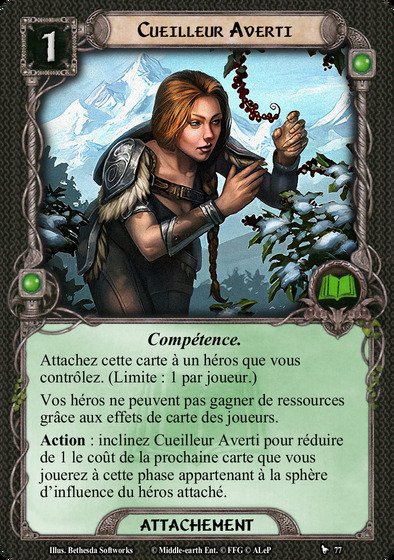 1
Cueilleur Averti
Compétence.
Attachez cette carte à un héros que vous
contrôlez. (Limite : 1 par joueur.)
Vos héros ne peuvent pas gagner de ressources
grâce aux effets de carte des joueurs.
Action : inclinez Cueilleur Averti pour réduire
de 1 le coût de la prochaine carte que vous
jouerez à cette phase appartenant à la sphère
d'influence du héros attaché.
ATTACHEMENT
Illus. Bethesda Softworks © Middle-earth Ent. © FFG © ALeP 77